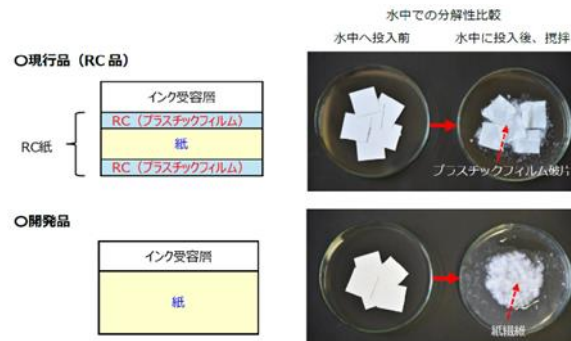 水中での分解性比較
水中へ投入前
水中に投入後、撹拌
○現行品(RC品)
インク受容層
RC(プラスチックフィルム)
RC紙
紙
RC(プラスチックフィルム)
プラスチックフィルム破片
○開発品
インク受容層
紙
紙繊維